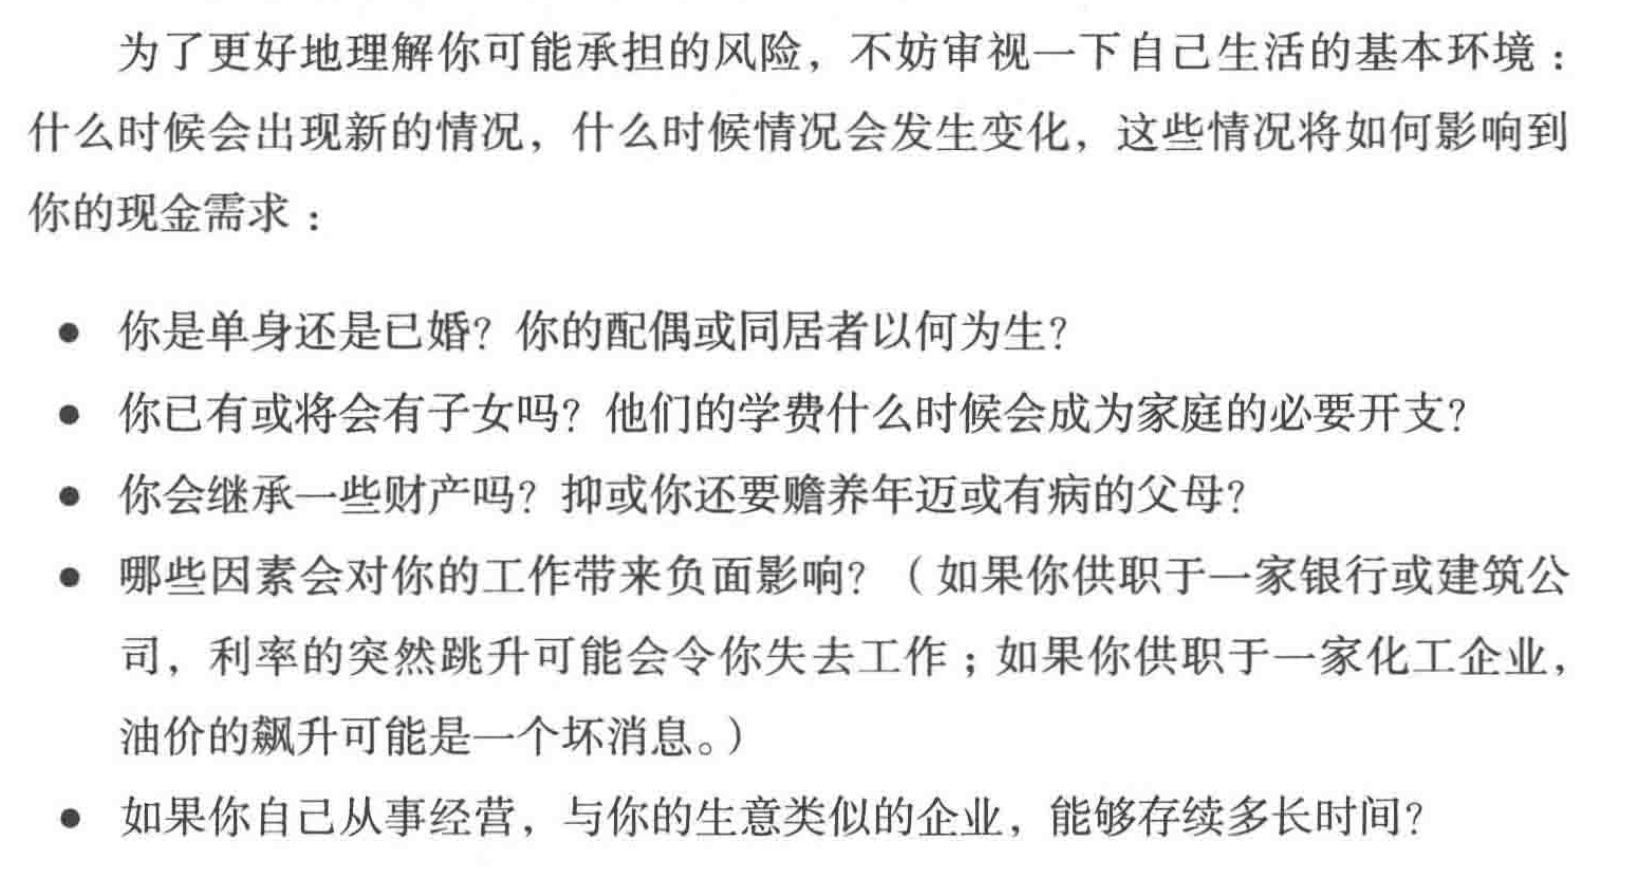 为了更好地理解你可能承担的风险，不妨审视一下自己生活的基本环境：
什么时候会出现新的情况，什么时候情况会发生变化，这些情况将如何影响到
你的现金需求：
● 你是单身还是已婚？你的配偶或同居者以何为生？
● 你已有或将会有子女吗？他们的学费什么时候会成为家庭的必要开支？
● 你会继承一些财产吗？抑或你还要赡养年迈或有病的父母？
● 哪些因素会对你的工作带来负面影响？（如果你供职于一家银行或建筑公
司，利率的突然跳升可能会令你失去工作；如果你供职于一家化工企业，
油价的飙升可能是一个坏消息。）
● 如果你自己从事经营，与你的生意类似的企业，能够存续多长时间？